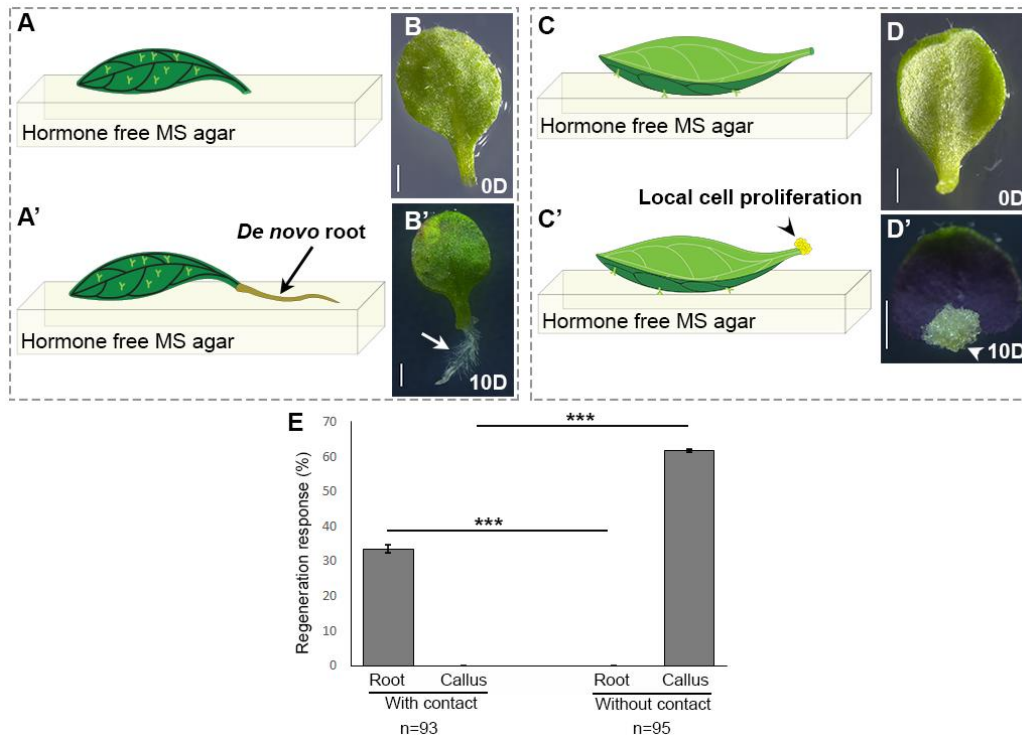 A
Hormone free MS agar
B
0D
A’
De novo root
Hormone free MS agar
B’
10D
C
Hormone free MS agar
D
0D
C’
Local cell proliferation
Hormone free MS agar
D’
10D
E
Regeneration response (%)
70
60
50
40
30
20
10
0
***
***
Root Callus Root Callus
With contact Without contact
n=93 n=95